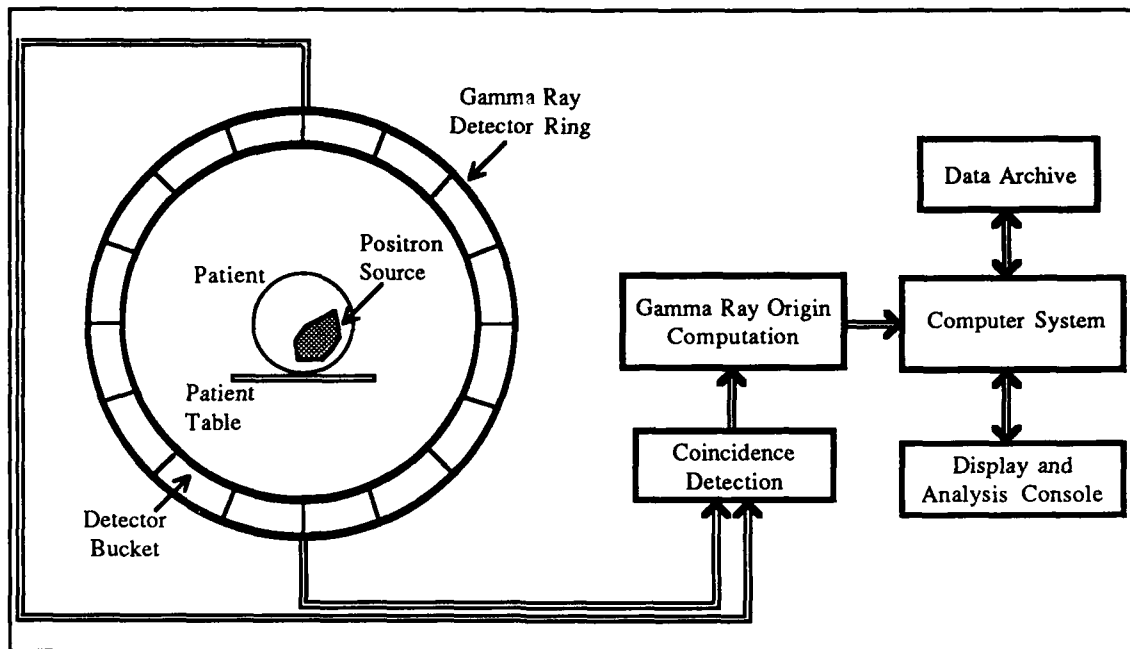 Gamma Ray
Detector Ring
Positron
Source
Patient
Patient
Table
Detector
Bucket
Gamma Ray Origin
Computation
Coincidence
Detection
Data Archive
Computer System
Display and
Analysis Console